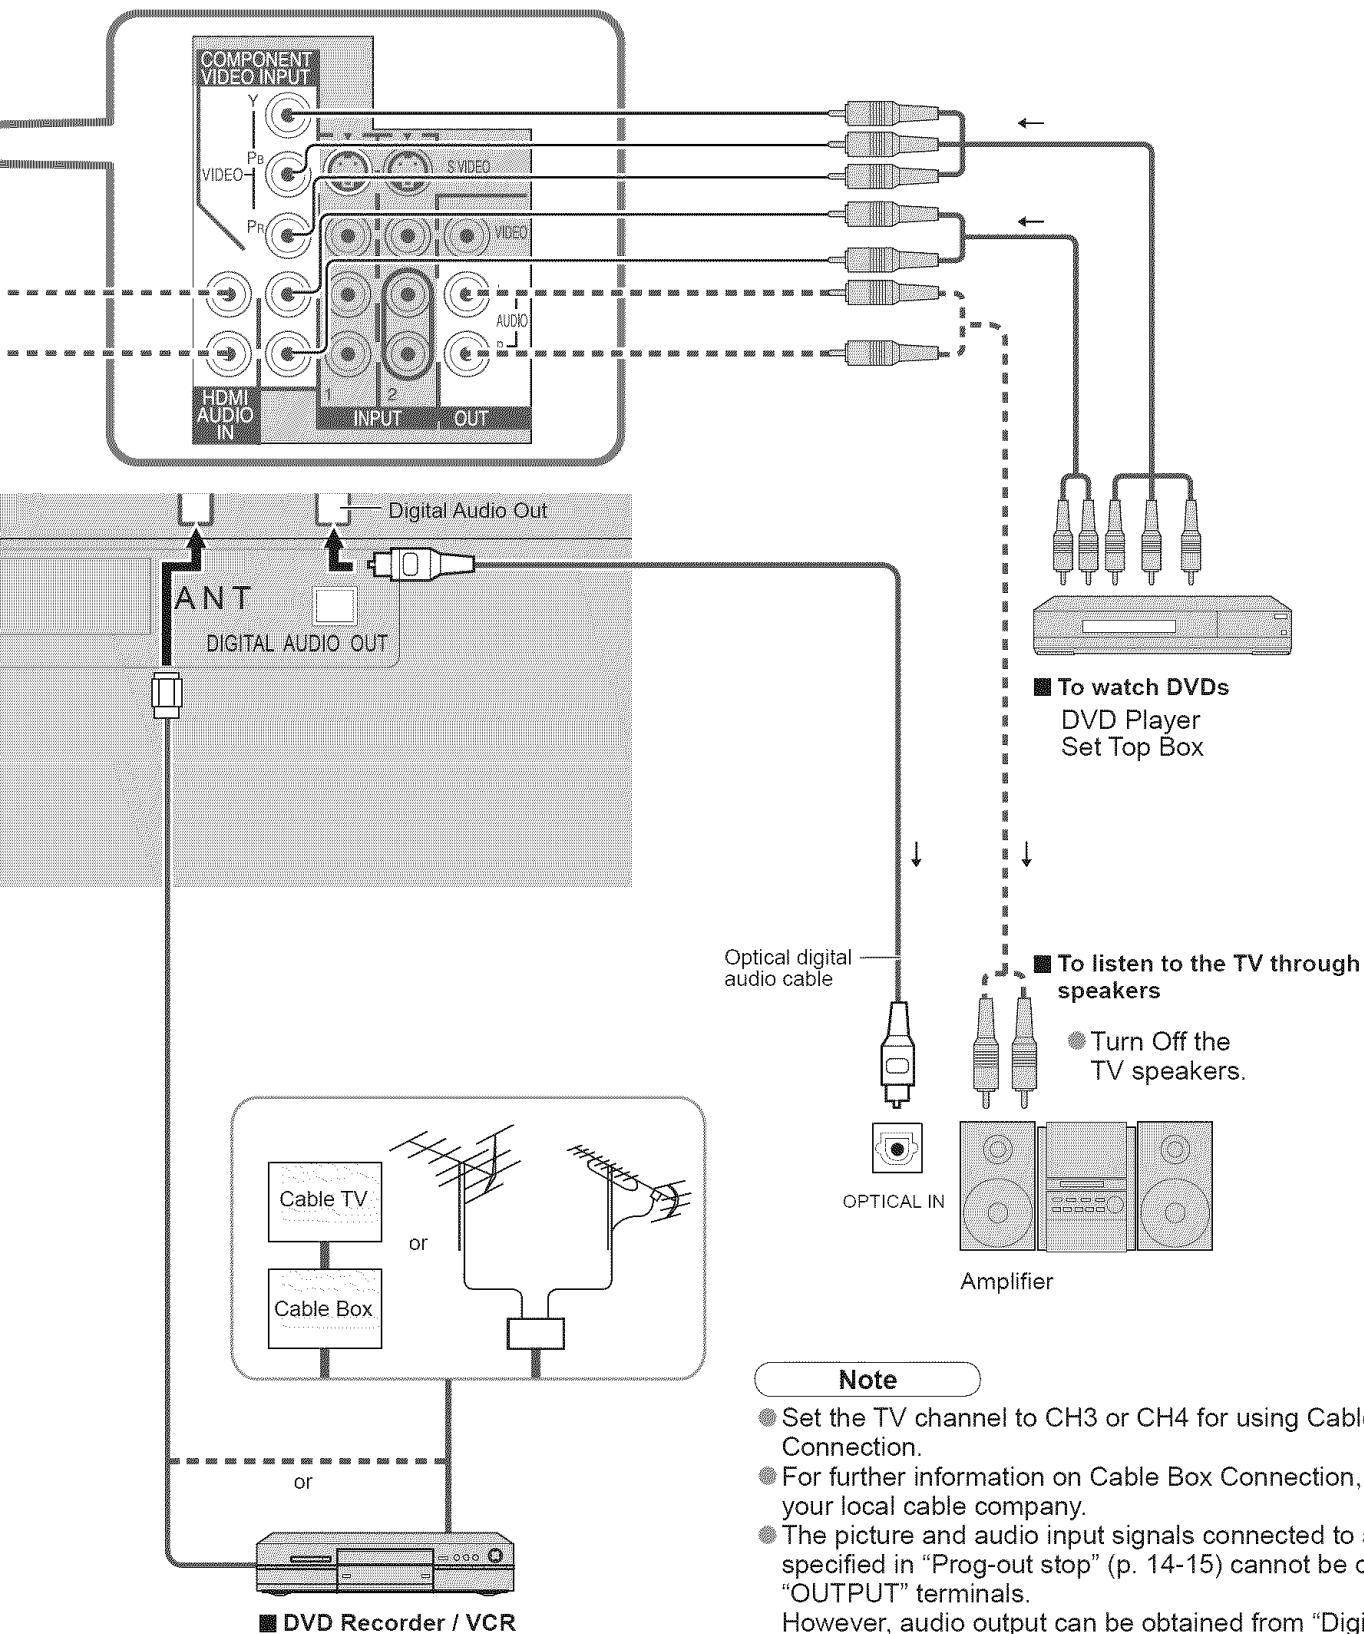 COMPONENT
VIDEO INPUT
Y
PB
VIDEO
PR
S VIDEO
VIDEO
AUDIO
R
1
2
HDMI
AUDIO
IN
INPUT
OUT
Digital Audio Out
ANT
DIGITAL AUDIO OUT
■ To watch DVDs
DVD Player
Set Top Box
Optical digital
audio cable
■ To listen to the TV through
speakers
● Turn Off the
TV speakers.
OPTICAL IN
Amplifier
Cable TV
or
Cable Box
or
■ DVD Recorder / VCR
Note
● Set the TV channel to CH3 or CH4 for using Cable
Connection.
● For further information on Cable Box Connection,
your local cable company.
● The picture and audio input signals connected to
specified in “Prog-out stop” (p. 14-15) cannot be
“OUTPUT” terminals.
However, audio output can be obtained from “Digi